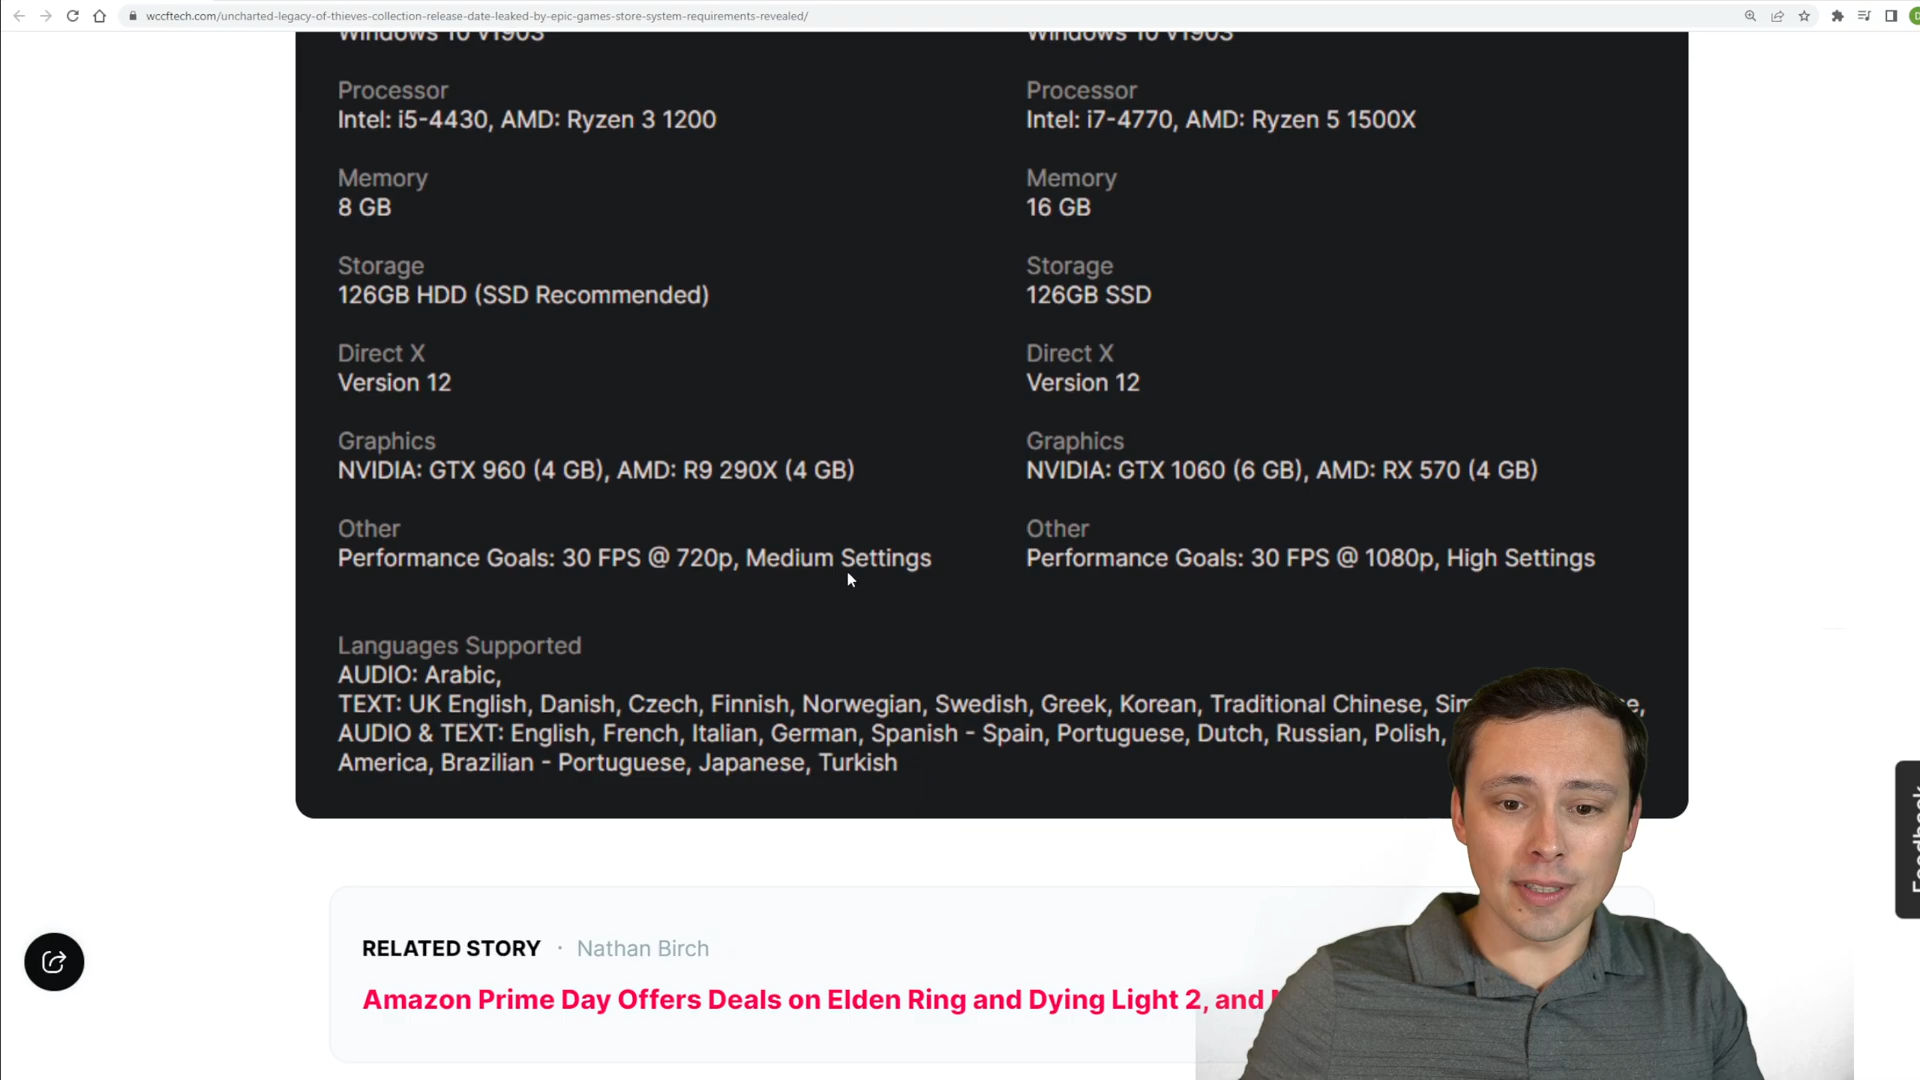 wccftech.com/uncharted-legacy-of-thieves-collection-release-date-leaked-by-epic-games-store-system-requirements-revealed/
Windows 10 V1903
Windows 10 V1903
Processor
Intel: i5-4430, AMD: Ryzen 3 1200
Processor
Intel: i7-4770, AMD: Ryzen 5 1500X
Memory
8 GB
Memory
16 GB
Storage
126GB HDD (SSD Recommended)
Storage
126GB SSD
Direct X
Version 12
Direct X
Version 12
Graphics
NVIDIA: GTX 960 (4 GB), AMD: R9 290X (4 GB)
Graphics
NVIDIA: GTX 1060 (6 GB), AMD: RX 570 (4 GB)
Other
Performance Goals: 30 FPS @ 720p, Medium Settings
Other
Performance Goals: 30 FPS @ 1080p, High Settings
Languages Supported
AUDIO: Arabic,
TEXT: UK English, Danish, Czech, Finnish, Norwegian, Swedish, Greek, Korean, Traditional Chinese,
AUDIO & TEXT: English, French, Italian, German, Spanish - Spain, Portuguese, Dutch, Russian, Polish,
America, Brazilian - Portuguese, Japanese, Turkish
Feedback
RELATED STORY · Nathan Birch
Amazon Prime Day Offers Deals on Elden Ring and Dying Light 2, and